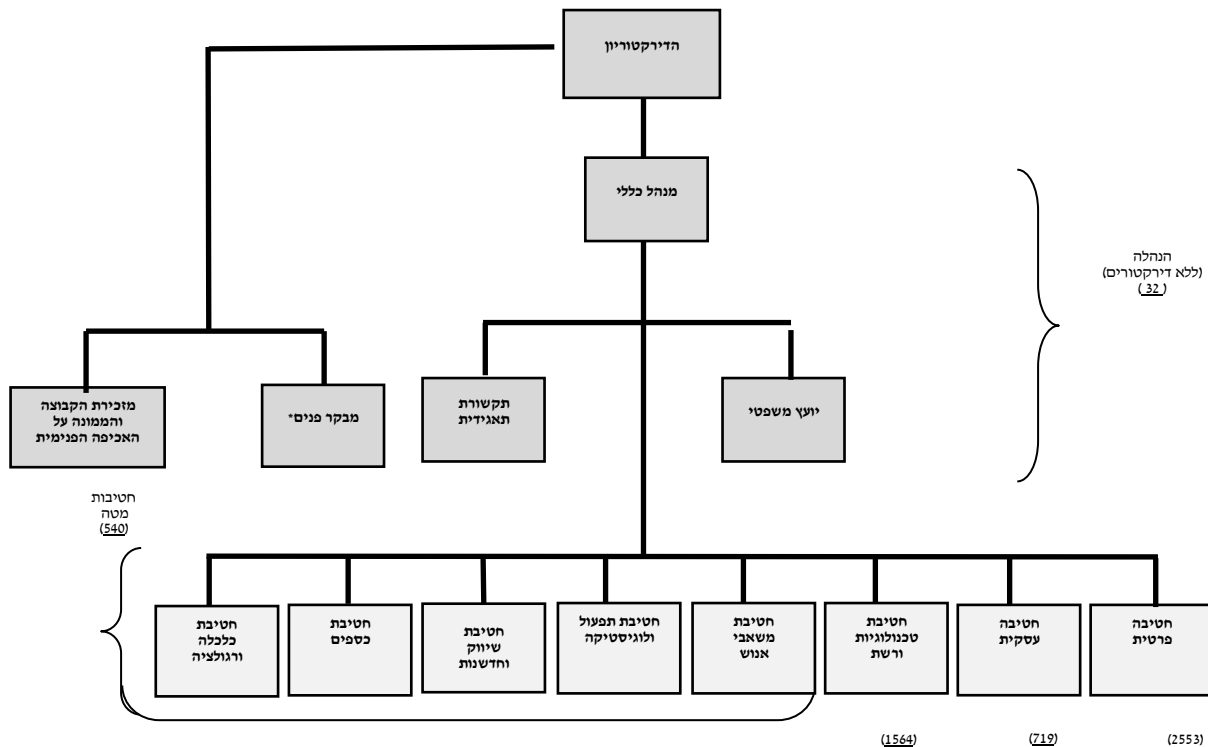 הדירקטוריון
מנהל כללי
הנהלה
(ללא דירקטורים)
(32)
יועץ משפטי
תקשורת
תאגידית
מבקר פנים*
מזכירת הקבוצה
והממונה על
האכיפה הפנימית
חטיבות
מטה
(540)
חטיבה
פרטית
חטיבה
עסקית
חטיבת
טכנולוגיות
ורשת
חטיבת
משאבי
אנוש
חטיבת תפעול
ולוגיסטיקה
חטיבת
שיווק
וחדשנות
חטיבת
כספים
חטיבת
כלכלה
ורגולציה
(2553)
(719)
(1564)